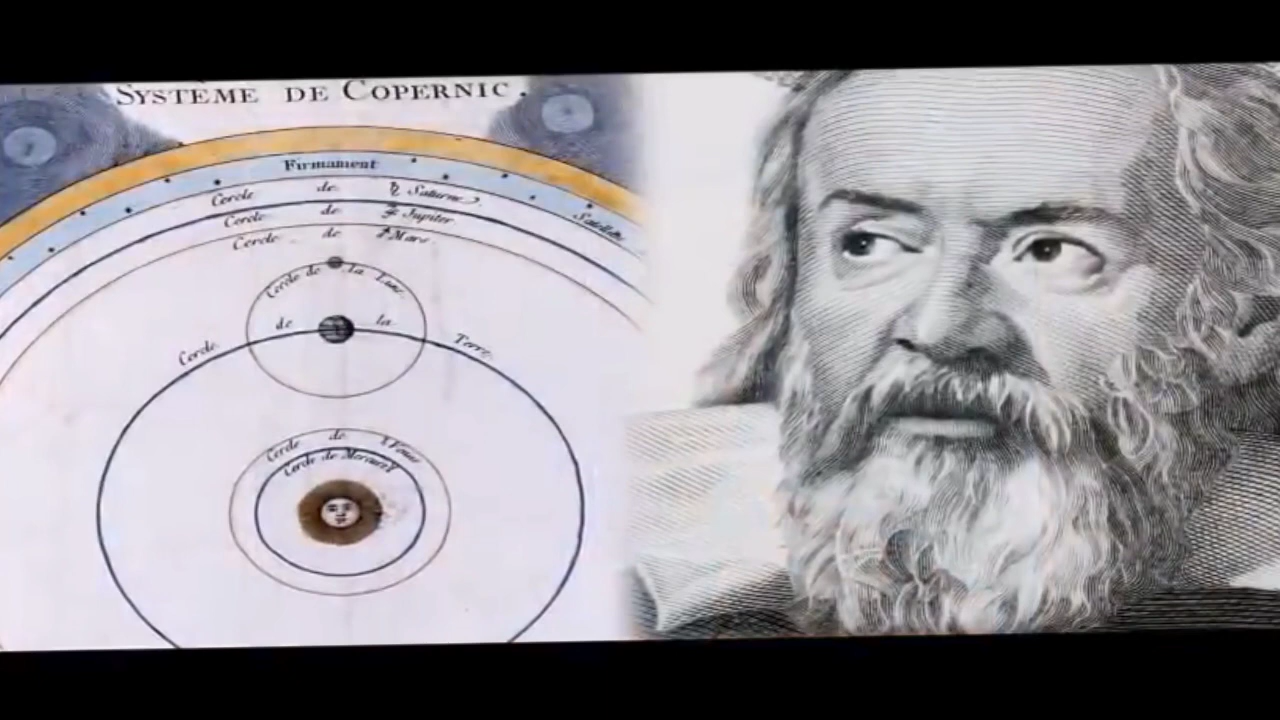 SYSTEME DE COPERNIC.
Firmament
Cercle de ♄ Saturne
Cercle de ♃ Jupiter
Cercle de ♂ Mars
Cercle de la Lune
Cercle de la Terre
Cercle de Venus
Cercle de Mercure